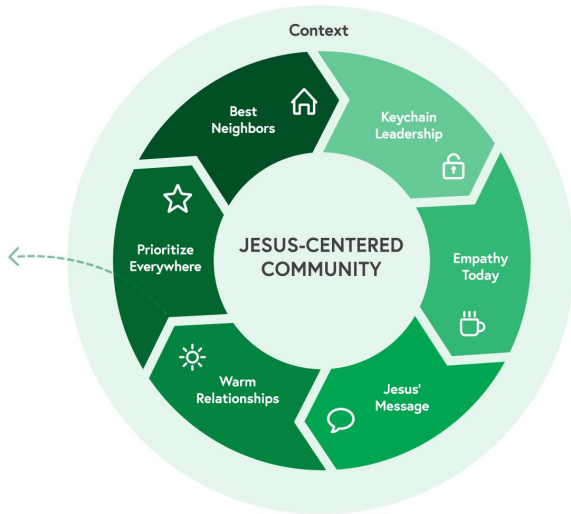 Context
Keychain
Leadership
Empathy
Today
Jesus'
Message
Warm
Relationships
Prioritize
Everywhere
Best
Neighbors
JESUS-CENTERED
COMMUNITY